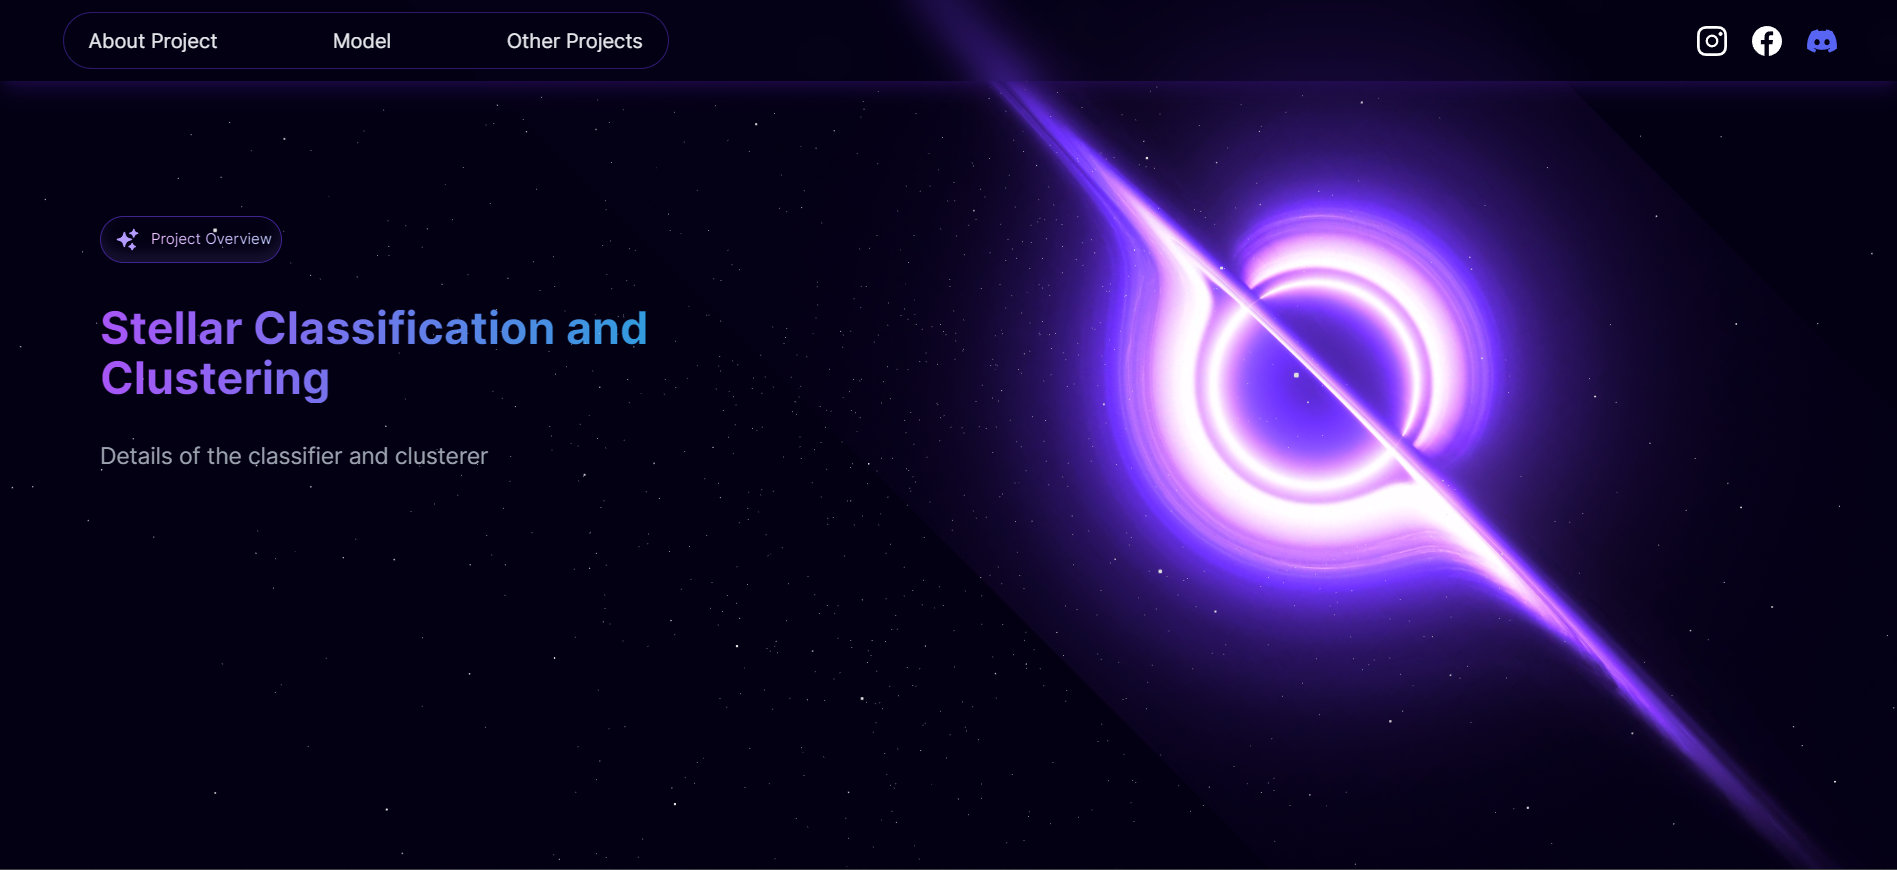 About Project
Model
Other Projects
Project Overview
Stellar Classification and
Clustering
Details of the classifier and clusterer